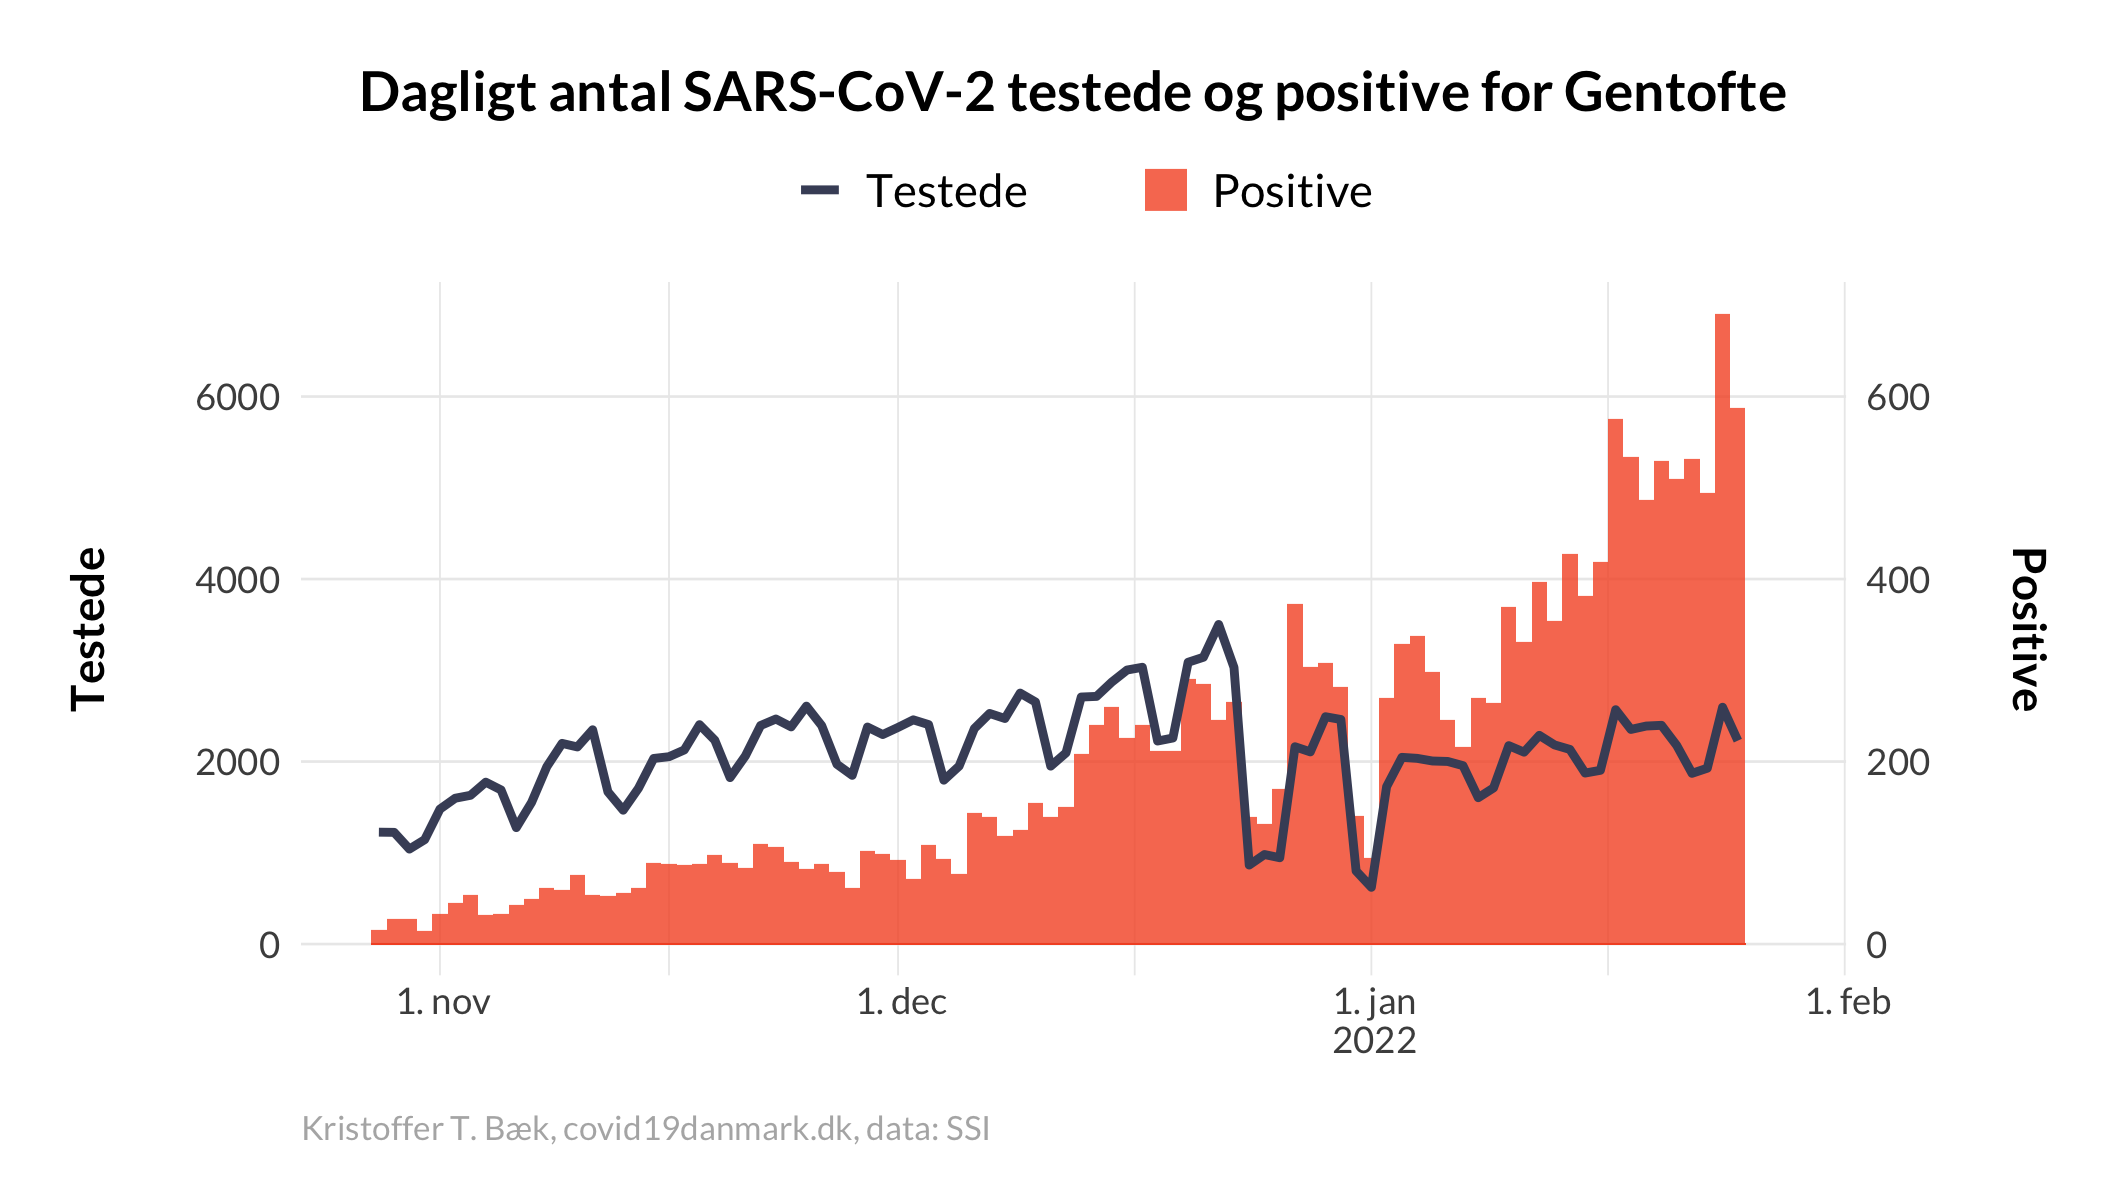 Dagligt antal SARS-CoV-2 testede og positive for Gentofte
Testede
Positive
Testede
6000
4000
2000
0
600
400
200
0
Positive
1. nov
1. dec
1. jan
2022
1. feb
Kristoffer T. Bæk, covid19danmark.dk, data: SSI